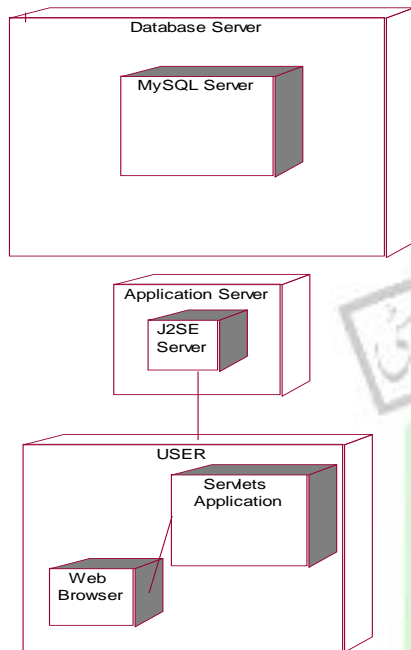 Database Server
MySQL Server
Application Server
J2SE
Server
USER
Servlets
Application
Web
Browser